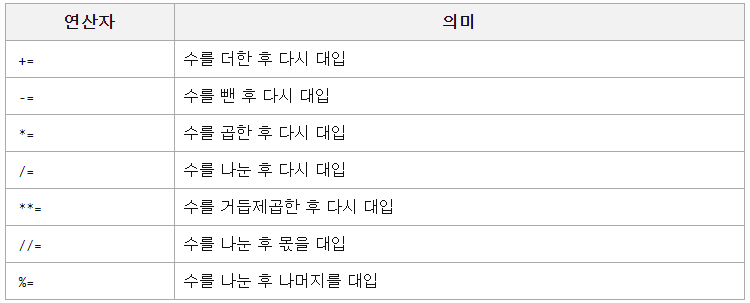 연산자 의미
+= 수를 더한 후 다시 대입
-= 수를 뺀 후 다시 대입
*= 수를 곱한 후 다시 대입
/= 수를 나눈 후 다시 대입
**= 수를 거듭제곱한 후 다시 대입
//= 수를 나눈 후 몫을 대입
%= 수를 나눈 후 나머지를 대입